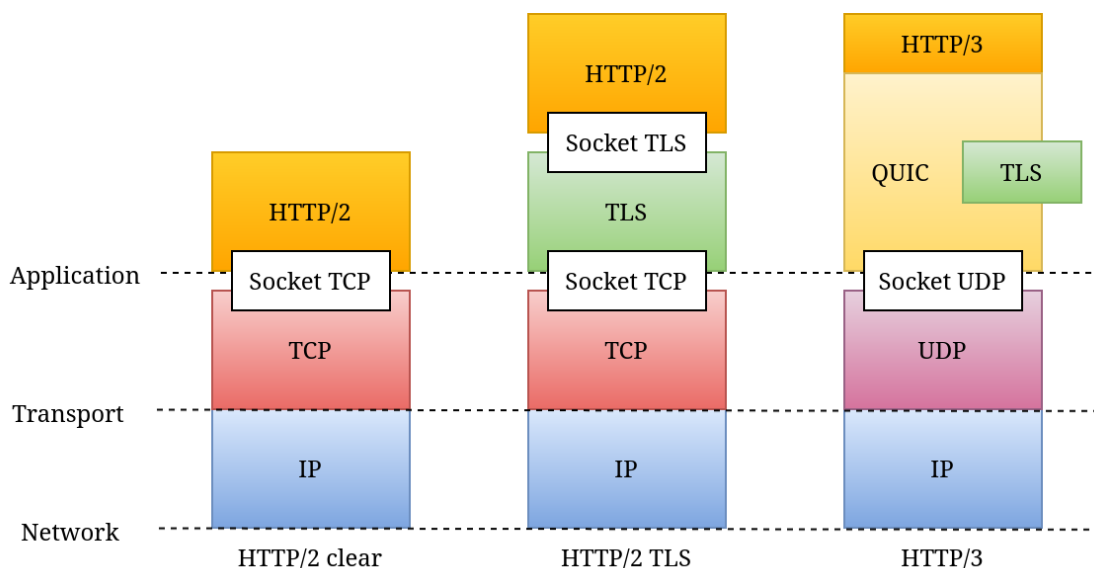 HTTP/3
HTTP/2
Socket TLS
QUIC
TLS
HTTP/2
TLS
Application
Socket TCP
Socket TCP
Socket UDP
TCP
TCP
UDP
Transport
IP
IP
IP
Network
HTTP/2 clear
HTTP/2 TLS
HTTP/3